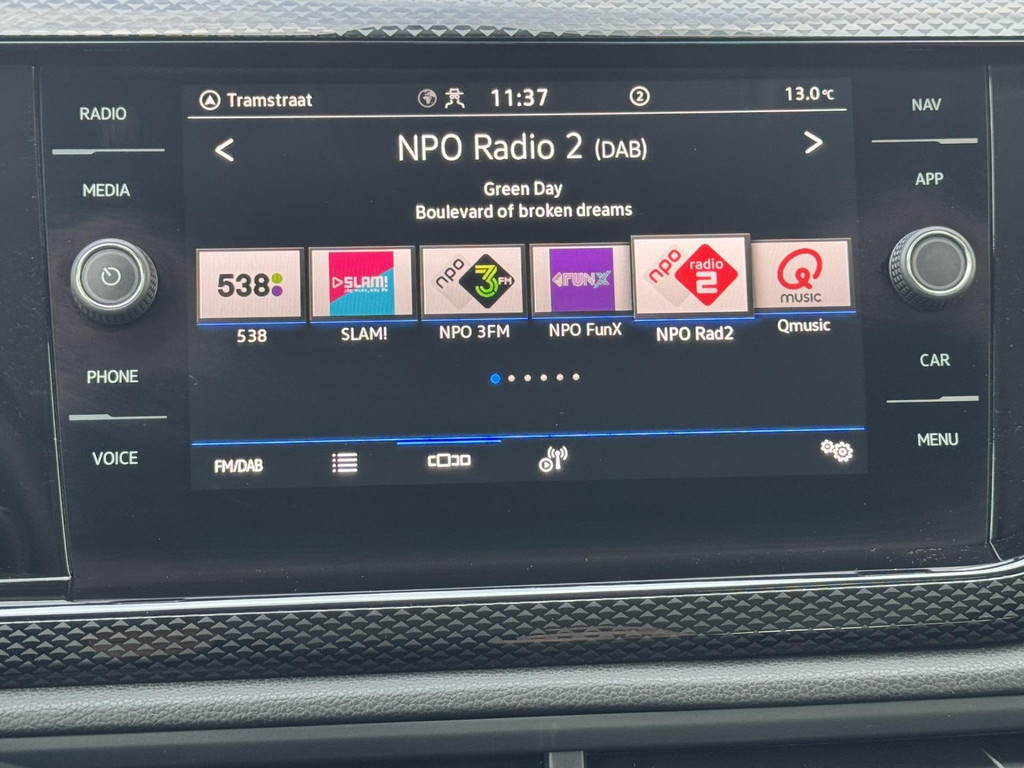 RADIO
MEDIA
PHONE
VOICE
Tramstraat 11:37 2 13.0°C
< NPO Radio 2 (DAB) >
Green Day
Boulevard of broken dreams
538
SLAM!
npo 3FM
FUNX
npo radio 2
Q MUSIC
538 SLAM! NPO 3FM NPO FunX NPO Rad2 Qmusic
FM/DAB
NAV
APP
CAR
MENU